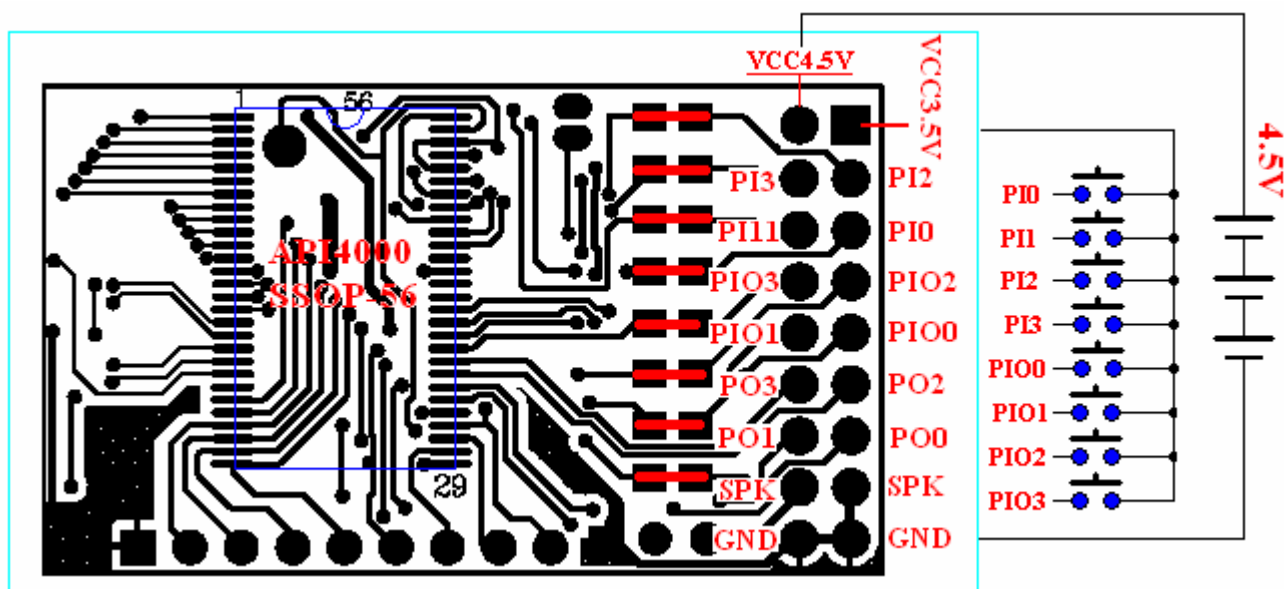 VCC4.5V
VCC3.5V
1
56
4.5V
PI3
PI2
PI0
PI11
PI0
PI1
API4000
PIO3
PIO2
PI2
SSOP-56
PIO1
PIO0
PI3
PO3
PO2
PIO0
PO1
PO0
PIO1
29
SPK
SPK
PIO2
PIO3
GND
GND